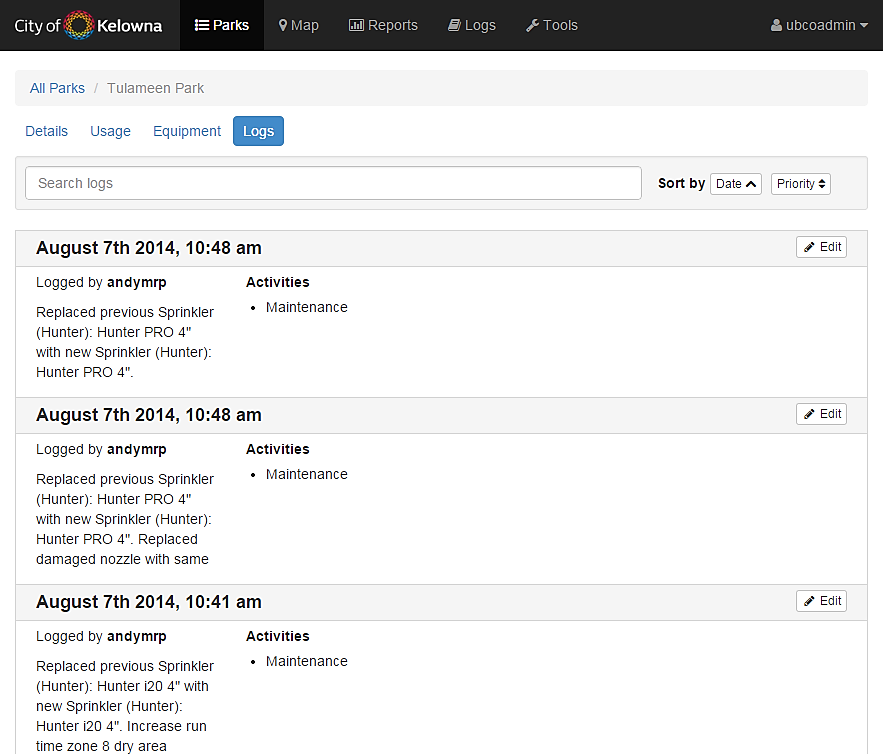 City of Kelowna Parks Map Reports Logs Tools ubcoadmin
All Parks / Tulameen Park
Details Usage Equipment Logs
Search logs Sort by Date Priority
August 7th 2014, 10:48 am Edit
Logged by andymrp
Replaced previous Sprinkler
(Hunter): Hunter PRO 4"
with new Sprinkler (Hunter):
Hunter PRO 4".
Activities
• Maintenance
August 7th 2014, 10:48 am Edit
Logged by andymrp
Replaced previous Sprinkler
(Hunter): Hunter PRO 4"
with new Sprinkler (Hunter):
Hunter PRO 4". Replaced
damaged nozzle with same
Activities
• Maintenance
August 7th 2014, 10:41 am Edit
Logged by andymrp
Replaced previous Sprinkler
(Hunter): Hunter i20 4" with
new Sprinkler (Hunter):
Hunter i20 4". Increase run
time zone 8 dry area
Activities
• Maintenance